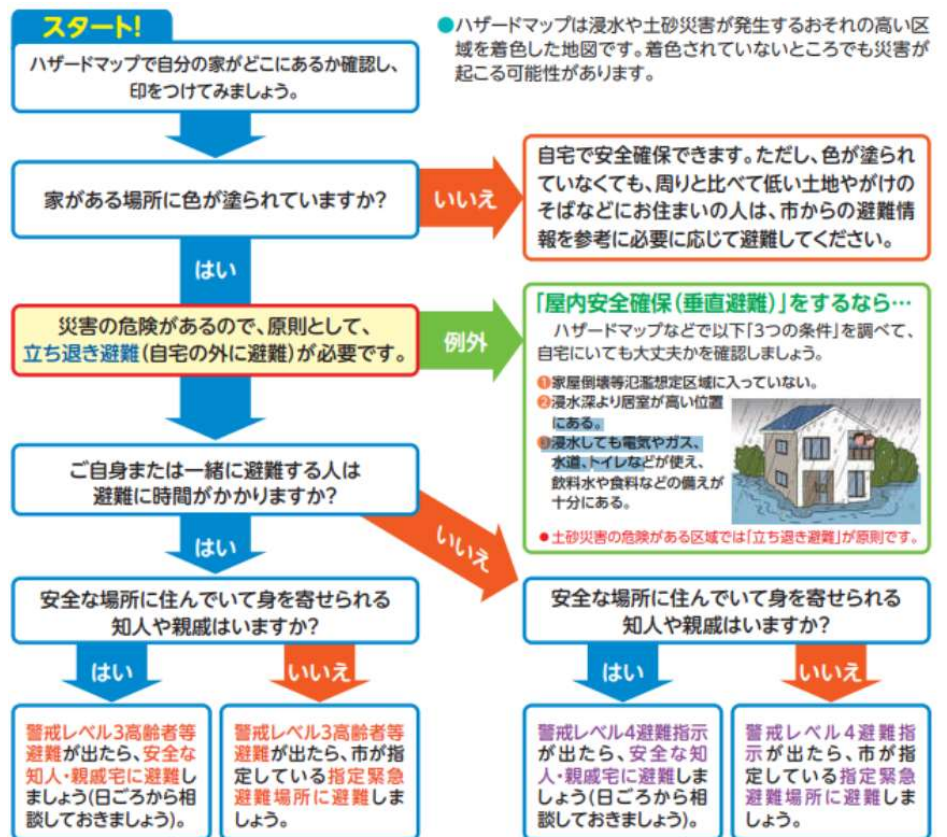 スタート!
ハザードマップで自分の家がどこにあるか確認し、
印をつけてみましょう。
●ハザードマップは浸水や土砂災害が発生するおそれの高い区
域を着色した地図です。着色されていないところでも災害が
起こる可能性があります。
家がある場所に色が塗られていますか?
いいえ
自宅で安全確保できます。ただし、色が塗られ
ていなくても、周りと比べて低い土地やがけの
そばなどにお住まいの人は、市からの避難情
報を参考に必要に応じて避難してください。
はい
災害の危険があるので、原則として、
立ち退き避難(自宅の外に避難)が必要です。
例外
「屋内安全確保(垂直避難)」をするなら…
ハザードマップなどで以下「3つの条件」を調べて、
自宅にいても大丈夫かを確認しましょう。
❶家屋倒壊等氾濫想定区域に入っていない。
❷浸水深より居室が高い位置
にある。
❸浸水しても電気やガス、
水道、トイレなどが使え、
飲料水や食料などの備えが
十分にある。
●土砂災害の危険がある区域では「立ち退き避難」が原則です。
ご自身または一緒に避難する人は
避難に時間がかかりますか?
はい
いいえ
安全な場所に住んでいて身を寄せられる
知人や親戚はいますか?
はい
いいえ
警戒レベル3高齢者等
避難が出たら、安全な
知人・親戚宅に避難し
ましょう(日ごろから相
談しておきましょう)。
警戒レベル3高齢者等
避難が出たら、市が指
定している指定緊急
避難場所に避難しま
しょう。
安全な場所に住んでいて身を寄せられる
知人や親戚はいますか?
はい
いいえ
警戒レベル4避難指示
が出たら、安全な知
人・親戚宅に避難しま
しょう(日ごろから相談
しておきましょう)。
警戒レベル4避難指
示が出たら、市が指
定している指定緊急
避難場所に避難しま
しょう。